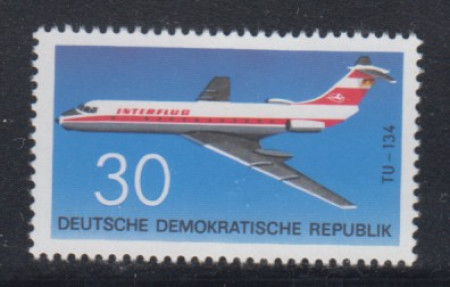 INTERFLUG
TU-134
30
DEUTSCHE DEMOKRATISCHE REPUBLIK